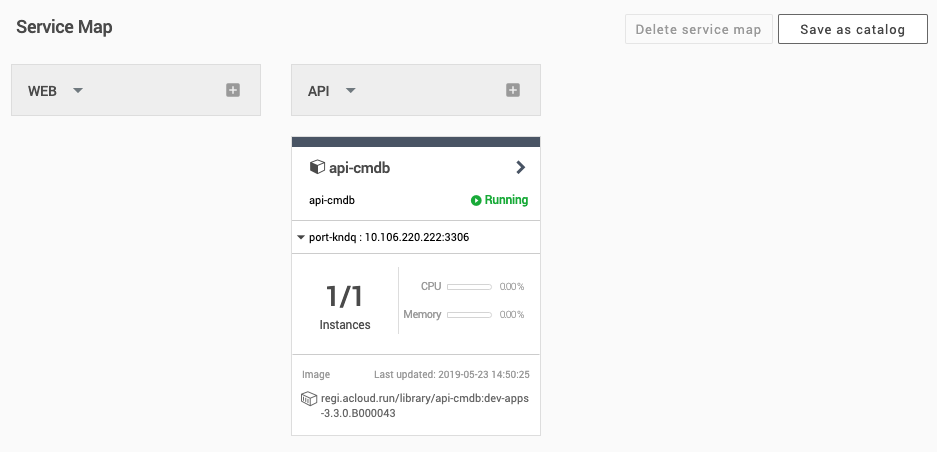 Service Map
Delete service map
Save as catalog
WEB
API
api-cmdb
api-cmdb
Running
port-kndq : 10.106.220.222:3306
1/1
Instances
CPU
0.00%
Memory
0.00%
Image
Last updated: 2019-05-23 14:50:25
regi.acloud.run/library/api-cmdb:dev-apps
-3.3.0.B000043